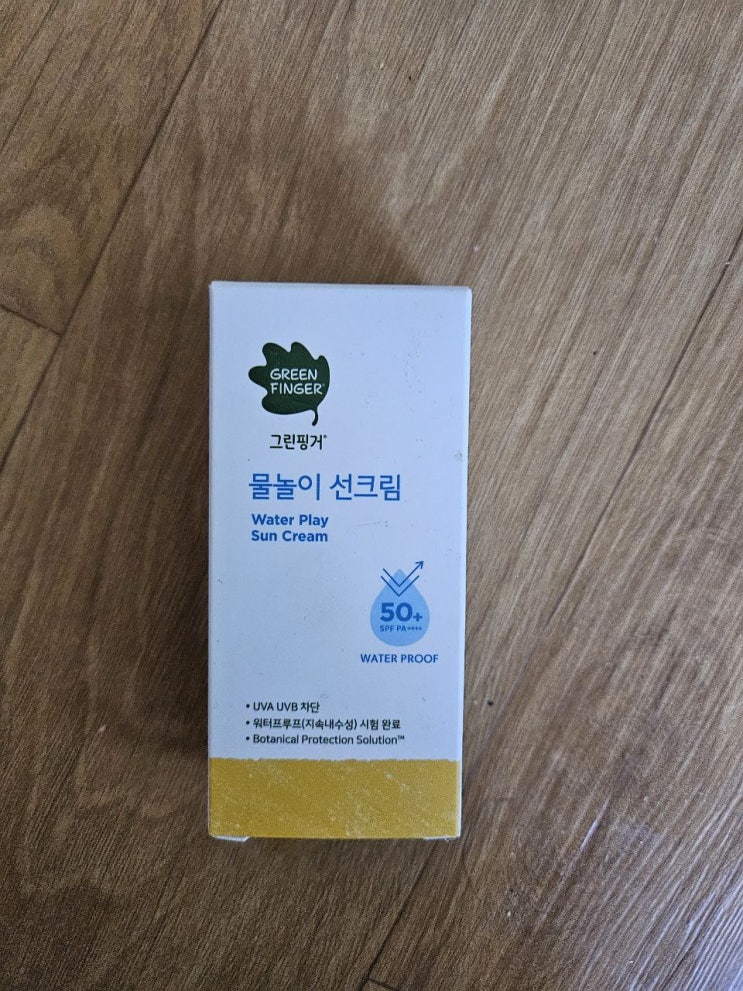 GREEN
FINGER®
그린핑거®
물놀이 선크림
Water Play
Sun Cream
50+
SPF PA++++
WATER PROOF
• UVA UVB 차단
• 워터프루프(지속내수성) 시험 완료
• Botanical Protection Solution™